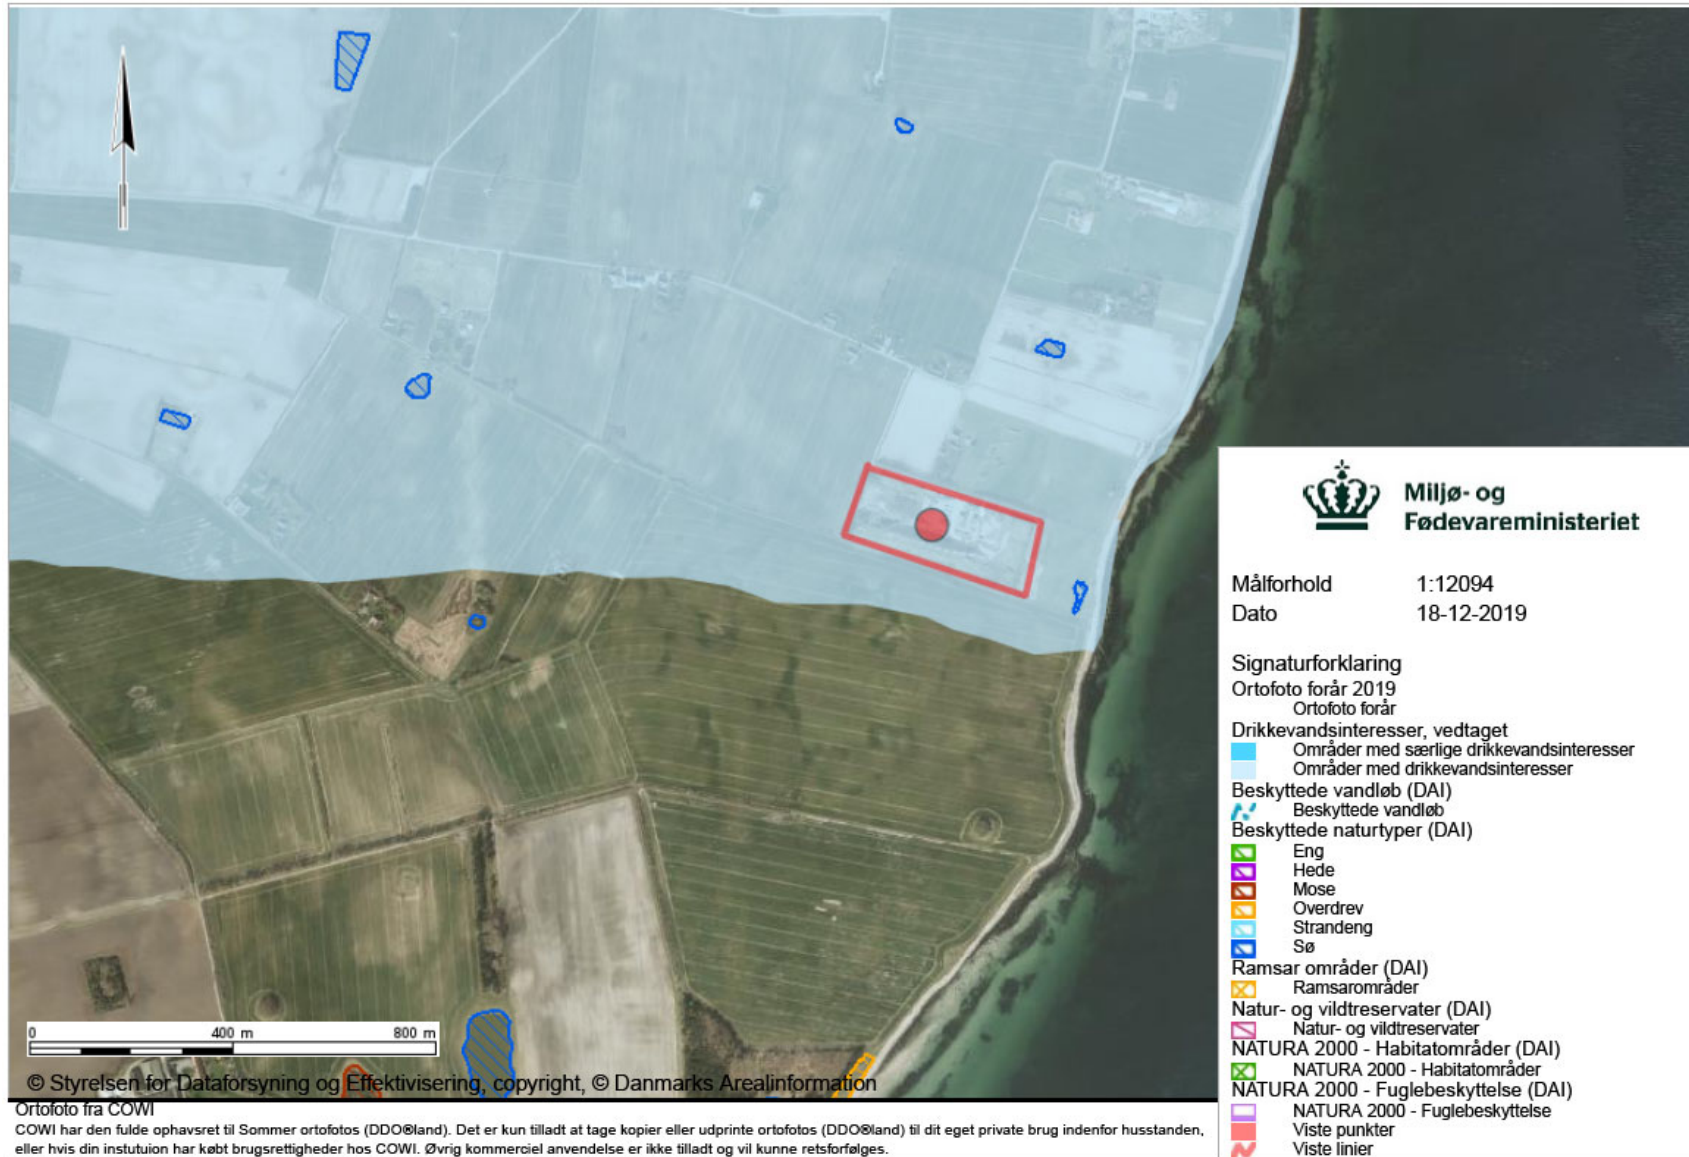 Miljø- og
Fødevareministeriet
Målforhold 1:12094
Dato 18-12-2019
Signaturforklaring
Ortofoto forår 2019
Ortofoto forår
Drikkevandsinteresser, vedtaget
Områder med særlige drikkevandsinteresser
Områder med drikkevandsinteresser
Beskyttede vandløb (DAI)
Beskyttede vandløb
Beskyttede naturtyper (DAI)
Eng
Hede
Mose
Overdrev
Strandeng
Sø
Ramsar områder (DAI)
Ramsarområder
Natur- og vildtreservater (DAI)
Natur- og vildtreservater
NATURA 2000 - Habitatområder (DAI)
NATURA 2000 - Habitatområder
NATURA 2000 - Fuglebeskyttelse (DAI)
NATURA 2000 - Fuglebeskyttelse
Viste punkter
Viste linier
0 400 m 800 m
© Styrelsen for Dataforsyning og Effektivisering, copyright, © Danmarks Arealinformation
Ortofoto fra COWI
COWI har den fulde ophavsret til Sommer ortofotos (DDO®land). Det er kun tilladt at tage kopier eller udprinte ortofotos (DDO®land) til dit eget private brug indenfor husstanden,
eller hvis din instutuion har købt brugsrettigheder hos COWI. Øvrig kommerciel anvendelse er ikke tilladt og vil kunne retsforfølges.